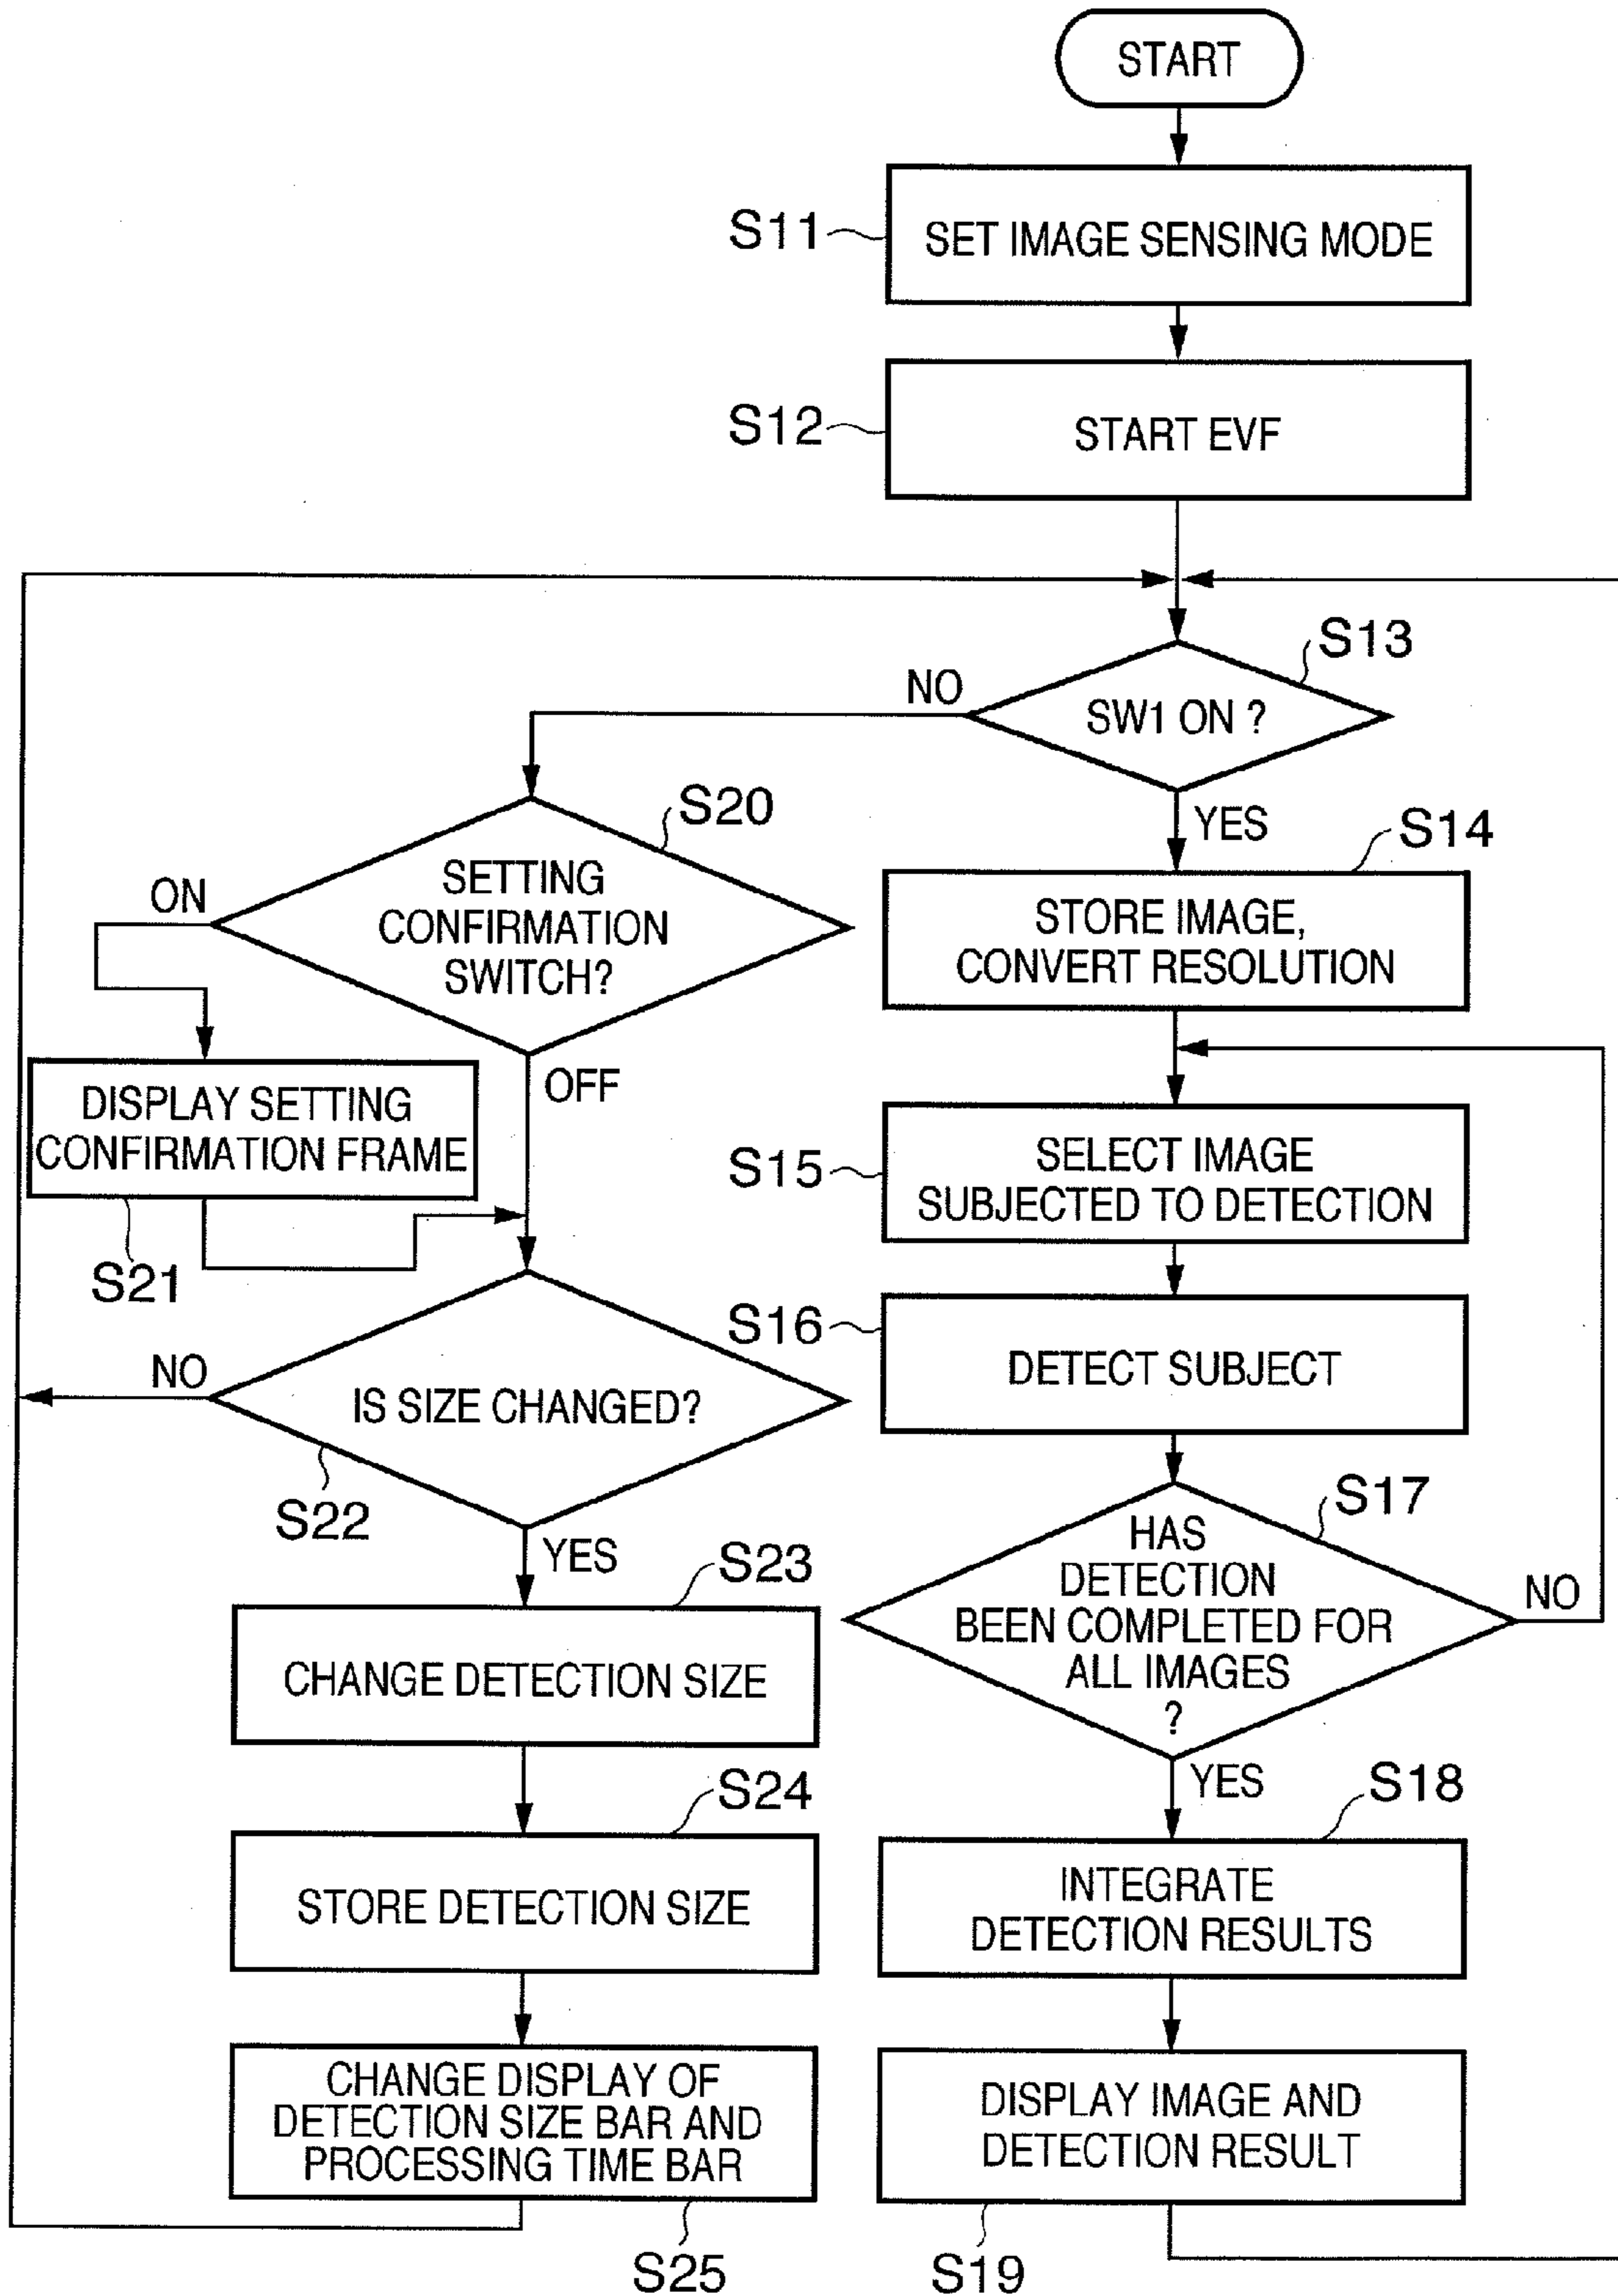 START
S11
SET IMAGE SENSING MODE
S12
START EVF
S13
SW1 ON ?
NO
YES
S20
SETTING
CONFIRMATION
SWITCH?
ON
OFF
S14
STORE IMAGE,
CONVERT RESOLUTION
DISPLAY SETTING
CONFIRMATION FRAME
S21
S15
SELECT IMAGE
SUBJECTED TO DETECTION
S16
DETECT SUBJECT
IS SIZE CHANGED?
NO
S22
YES
S17
HAS
DETECTION
BEEN COMPLETED FOR
ALL IMAGES
?
NO
YES
S23
CHANGE DETECTION SIZE
S24
STORE DETECTION SIZE
S18
INTEGRATE
DETECTION RESULTS
CHANGE DISPLAY OF
DETECTION SIZE BAR AND
PROCESSING TIME BAR
S25
DISPLAY IMAGE AND
DETECTION RESULT
S19